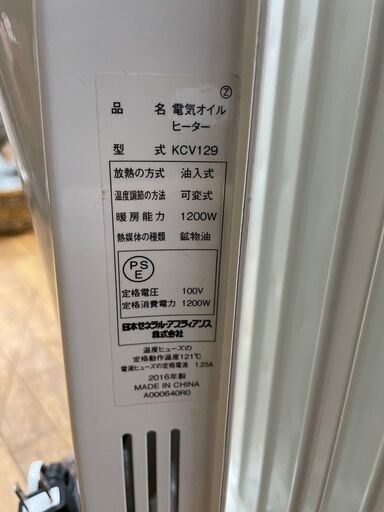 Z
品 名 電気オイル
ヒーター
型 式 KCV129
放熱の方式 油入式
温度調節の方法 可変式
暖房能力 1200W
熱媒体の種類 鉱物油
PS
E
定格電圧 100V
定格消費電力 1200W
日本ゼネラル・アプライアンス
株式会社
温度ヒューズの
定格動作温度121℃
電流ヒューズの定格電流 1.25A
2016年製
MADE IN CHINA
A000640R0